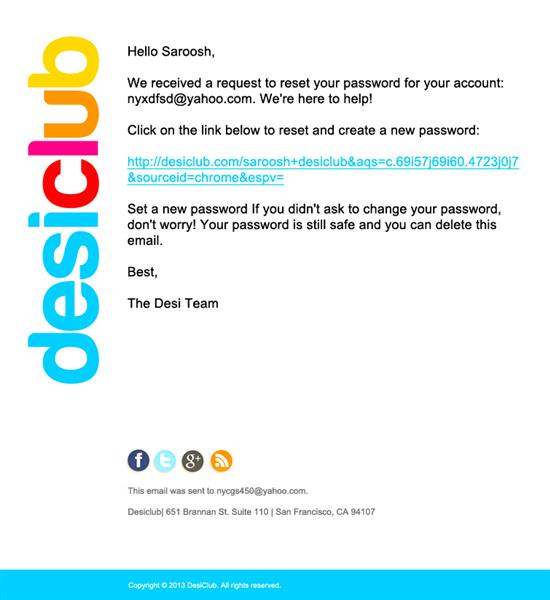 desiclub
Hello Saroosh,
We received a request to reset your password for your account:
nyxdfsd@yahoo.com. We're here to help!
Click on the link below to reset and create a new password:
http://desiclub.com/saroosh+desiclub&aqs=c.69i57j69i60.4723j0j7
&sourceid=chrome&espv=
Set a new password If you didn't ask to change your password,
don't worry! Your password is still safe and you can delete this
email.
Best,
The Desi Team
f t g+
This email was sent to nycgs450@yahoo.com.
Desiclub| 651 Brannan St. Suite 110 | San Francisco, CA 94107
Copyright © 2013 DesiClub. All rights reserved.